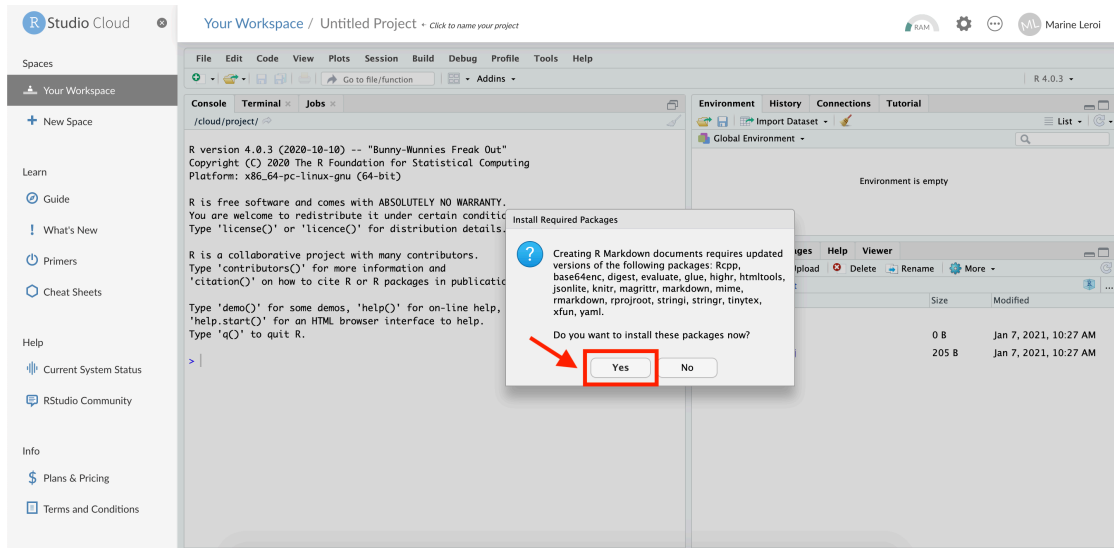 R Studio Cloud
Your Workspace / Untitled Project ← Click to name your project
RAM
ML Marine Leroi
Spaces
Your Workspace
New Space
Learn
Guide
What's New
Primers
Cheat Sheets
Help
Current System Status
RStudio Community
Info
Plans & Pricing
Terms and Conditions
File Edit Code View Plots Session Build Debug Profile Tools Help
Go to file/function Addins
R 4.0.3
Console Terminal Jobs
/cloud/project/
R version 4.0.3 (2020-10-10) -- "Bunny-Wunnies Freak Out"
Copyright (C) 2020 The R Foundation for Statistical Computing
Platform: x86_64-pc-linux-gnu (64-bit)
R is free software and comes with ABSOLUTELY NO WARRANTY.
You are welcome to redistribute it under certain conditio
Type 'license()' or 'licence()' for distribution details.
R is a collaborative project with many contributors.
Type 'contributors()' for more information and
'citation()' on how to cite R or R packages in publicatio
Type 'demo()' for some demos, 'help()' for on-line help,
'help.start()' for an HTML browser interface to help.
Type 'q()' to quit R.
>
Environment History Connections Tutorial
Import Dataset
List
Global Environment
Environment is empty
Install Required Packages
? Creating R Markdown documents requires updated
versions of the following packages: Rcpp,
base64enc, digest, evaluate, glue, highr, htmltools,
jsonlite, knitr, magrittr, markdown, mime,
rmarkdown, rprojroot, stringi, stringr, tinytex,
xfun, yaml.
Do you want to install these packages now?
Yes No
ages Help Viewer
pload Delete Rename More
R ...
Size Modified
0 B Jan 7, 2021, 10:27 AM
205 B Jan 7, 2021, 10:27 AM